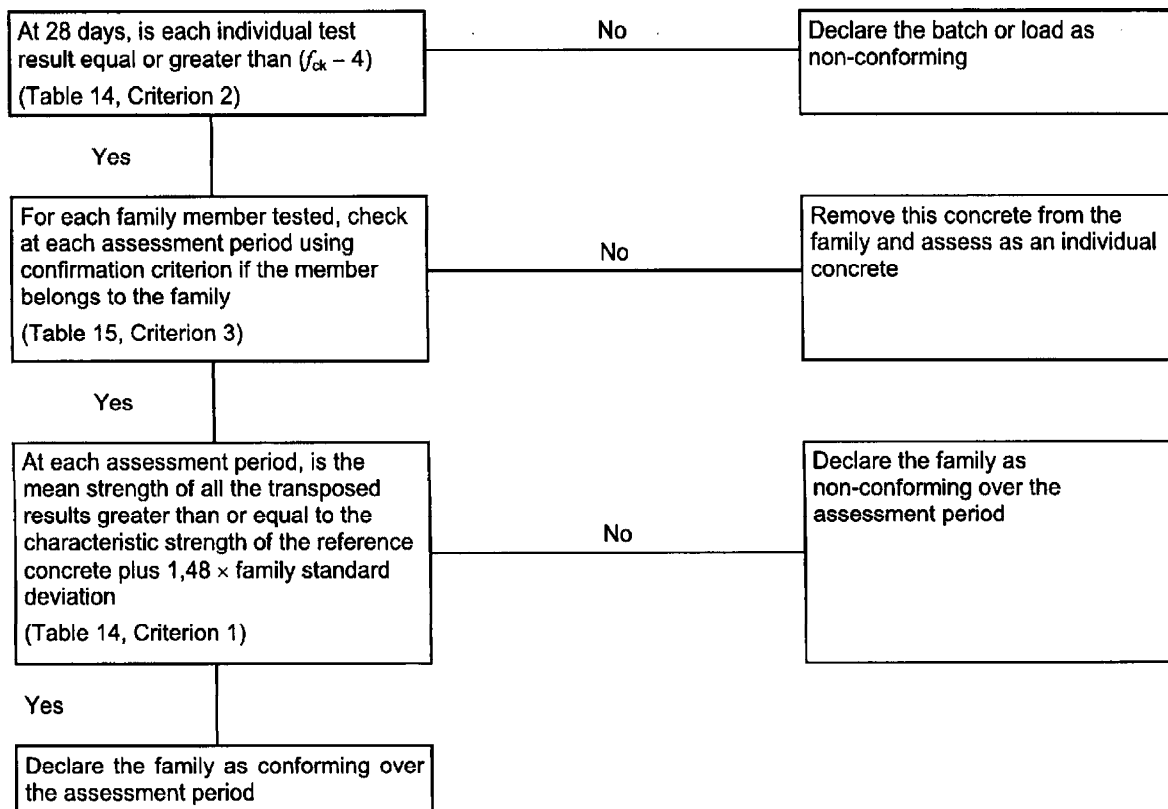 At 28 days, is each individual test
result equal or greater than (fck – 4)
(Table 14, Criterion 2)
No
Declare the batch or load as
non-conforming
Yes
For each family member tested, check
at each assessment period using
confirmation criterion if the member
belongs to the family
(Table 15, Criterion 3)
No
Remove this concrete from the
family and assess as an individual
concrete
Yes
At each assessment period, is the
mean strength of all the transposed
results greater than or equal to the
characteristic strength of the reference
concrete plus 1,48 × family standard
deviation
(Table 14, Criterion 1)
No
Declare the family as
non-conforming over the
assessment period
Yes
Declare the family as conforming over
the assessment period